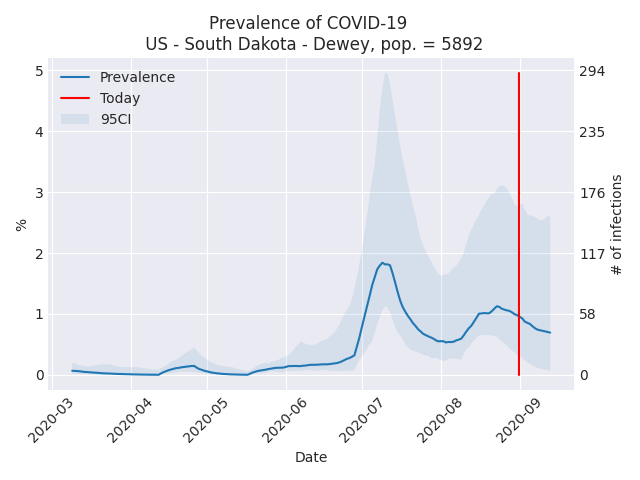 Prevalence of COVID-19
US - South Dakota - Dewey, pop. = 5892
Prevalence
Today
95CI
5
4
3
2
1
0
%
294
235
176
117
58
0
# of infections
2020-03
2020-04
2020-05
2020-06
2020-07
2020-08
2020-09
Date